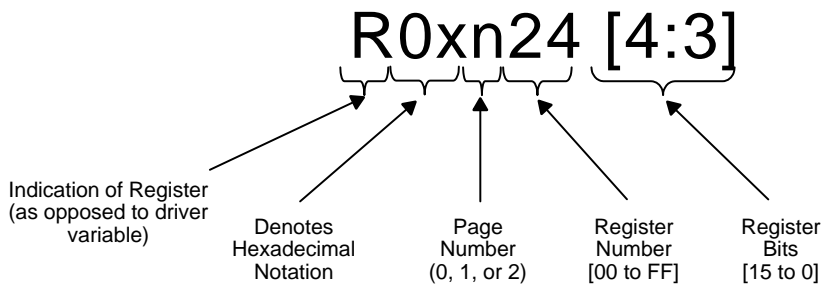 R0xn24 [4:3]
Indication of Register
(as opposed to driver
variable)
Denotes
Hexadecimal
Notation
Page
Number
(0, 1, or 2)
Register
Number
[00 to FF]
Register
Bits
[15 to 0]